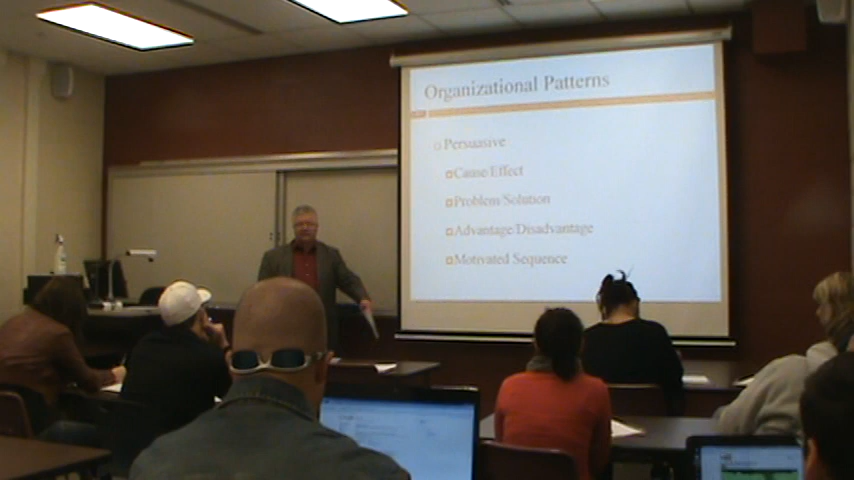 Organizational Patterns
Persuasive
Cause/Effect
Problem/Solution
Advantage/Disadvantage
Motivated Sequence